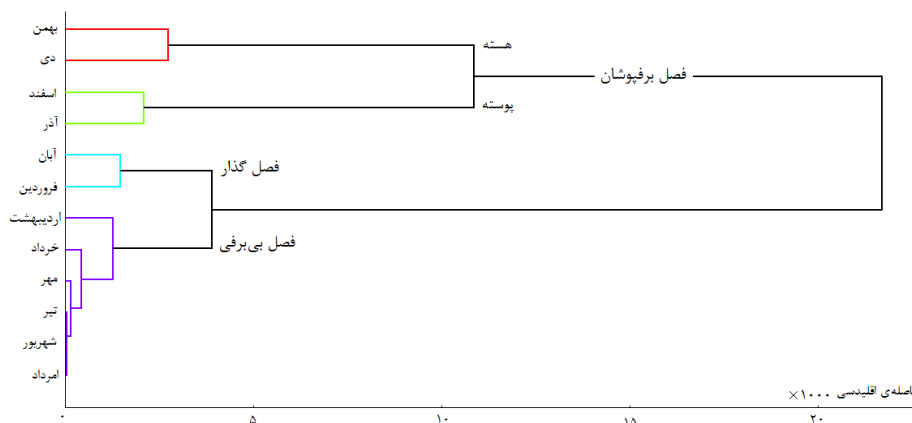 بهمن
هسته
دی
فصل برفپوشان
اسفند
پوسته
آذر
آبان
فصل گذار
فروردین
اردیبهشت
فصل بی‌برفی
خرداد
مهر
تیر
شهریور
امرداد
اصله‌ی اقلیدسی ×۱۰۰۰
۰ ۵ ۱۰ ۱۵ ۲۰